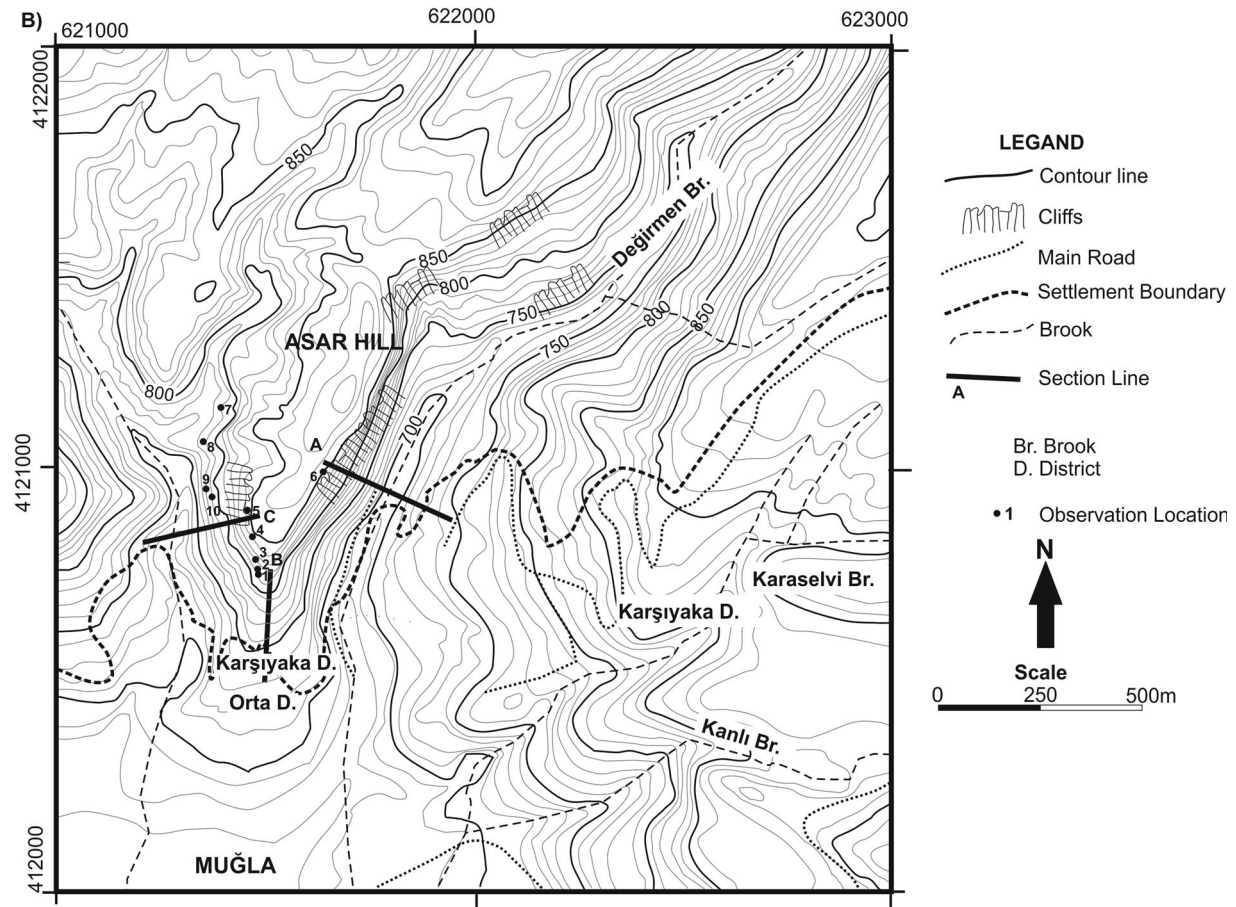 B)
621000
622000
623000
4122000
4121000
412000
850
850
800
750
750
800
850
700
800
Değirmen Br.
ASAR HILL
A
6
7
8
9
10
5
C
4
3
2
B
1
Karşıyaka D.
Orta D.
MUĞLA
Karaselvi Br.
Karşıyaka D.
Kanlı Br.
LEGAND
Contour line
Cliffs
Main Road
Settlement Boundary
Brook
Section Line
A
Br. Brook
D. District
1 Observation Location
N
Scale
0 250 500m